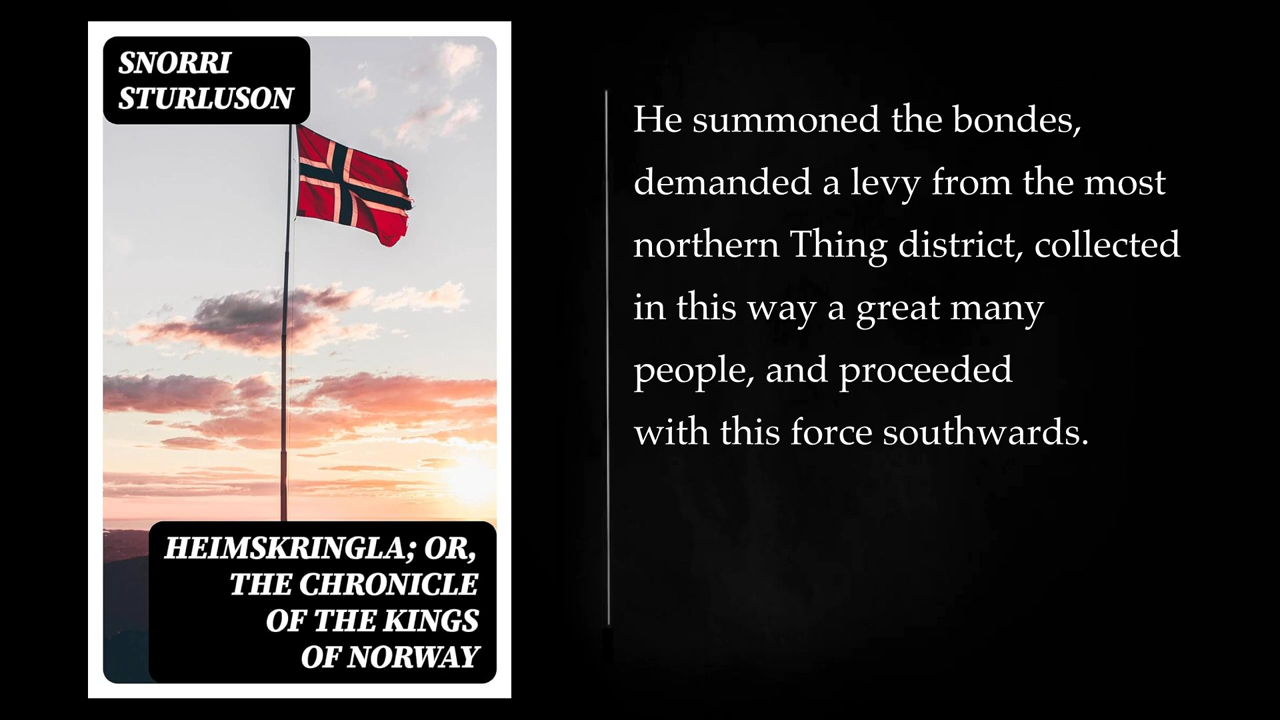 SNORRI
STURLUSON
HEIMSKRINGLA; OR,
THE CHRONICLE
OF THE KINGS
OF NORWAY
He summoned the bondes,
demanded a levy from the most
northern Thing district, collected
in this way a great many
people, and proceeded
with this force southwards.